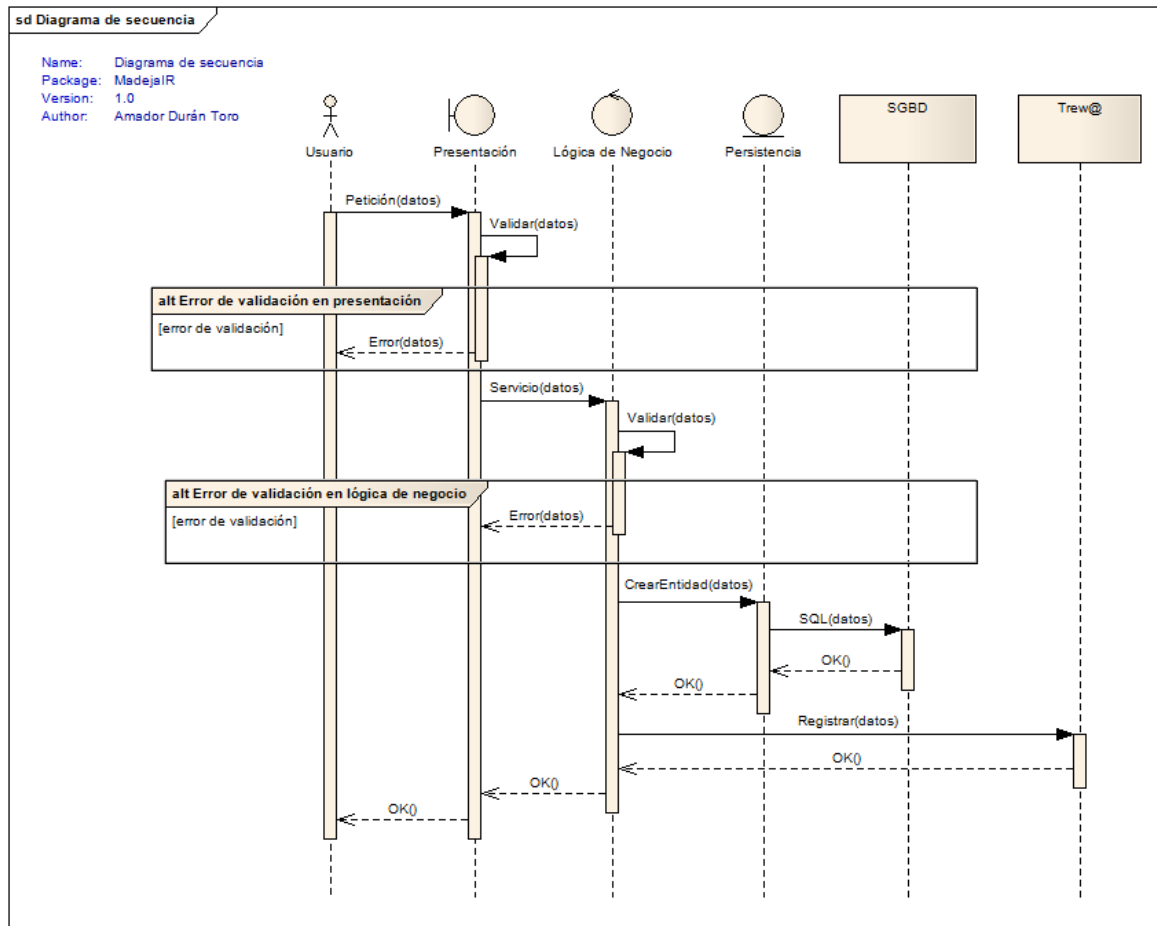 sd Diagrama de secuencia
Name: Diagrama de secuencia
Package: MadejaIR
Version: 1.0
Author: Amador Durán Toro
Usuario
Presentación
Lógica de Negocio
Persistencia
SGBD
Trew@
Petición(datos)
Validar(datos)
alt Error de validación en presentación
[error de validación]
Error(datos)
Servicio(datos)
Validar(datos)
alt Error de validación en lógica de negocio
[error de validación]
Error(datos)
CrearEntidad(datos)
SQL(datos)
OK()
OK()
Registrar(datos)
OK()
OK()
OK()